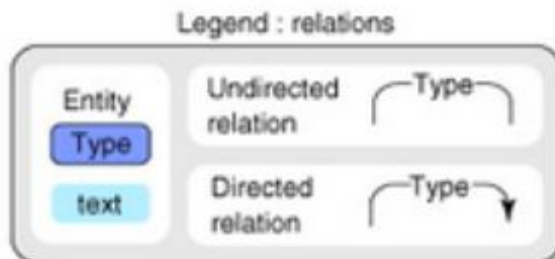 Legend : relations
Entity
Type
text
Undirected
relation
Type
Directed
relation
Type